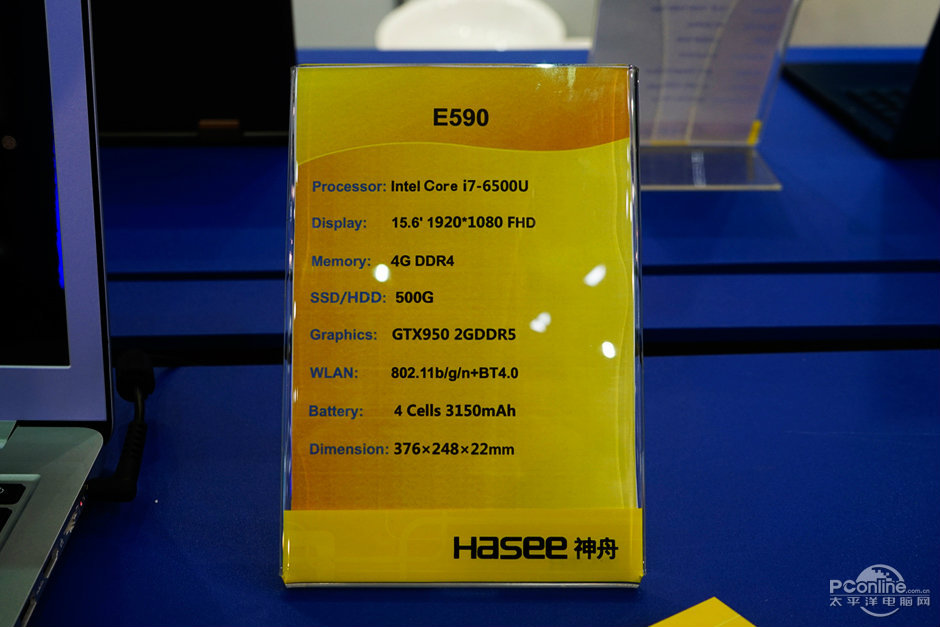 E590
Processor: Intel Core i7-6500U
Display: 15.6' 1920*1080 FHD
Memory: 4G DDR4
SSD/HDD: 500G
Graphics: GTX950 2GDDR5
WLAN: 802.11b/g/n+BT4.0
Battery: 4 Cells 3150mAh
Dimension: 376×248×22mm
Hasee 神舟
PConline.com.cn
太平洋电脑网